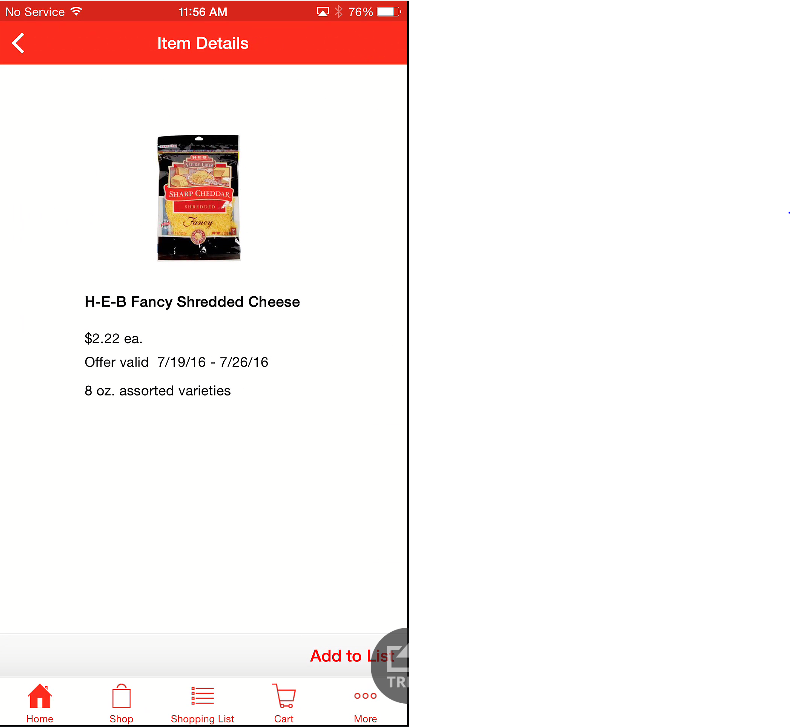 No Service 11:56 AM 76%
Item Details
H-E-B
SHARP CHEDDAR
SHREDDED
Fancy
H-E-B Fancy Shredded Cheese
$2.22 ea.
Offer valid 7/19/16 - 7/26/16
8 oz. assorted varieties
Add to List
TRI
Home Shop Shopping List Cart More